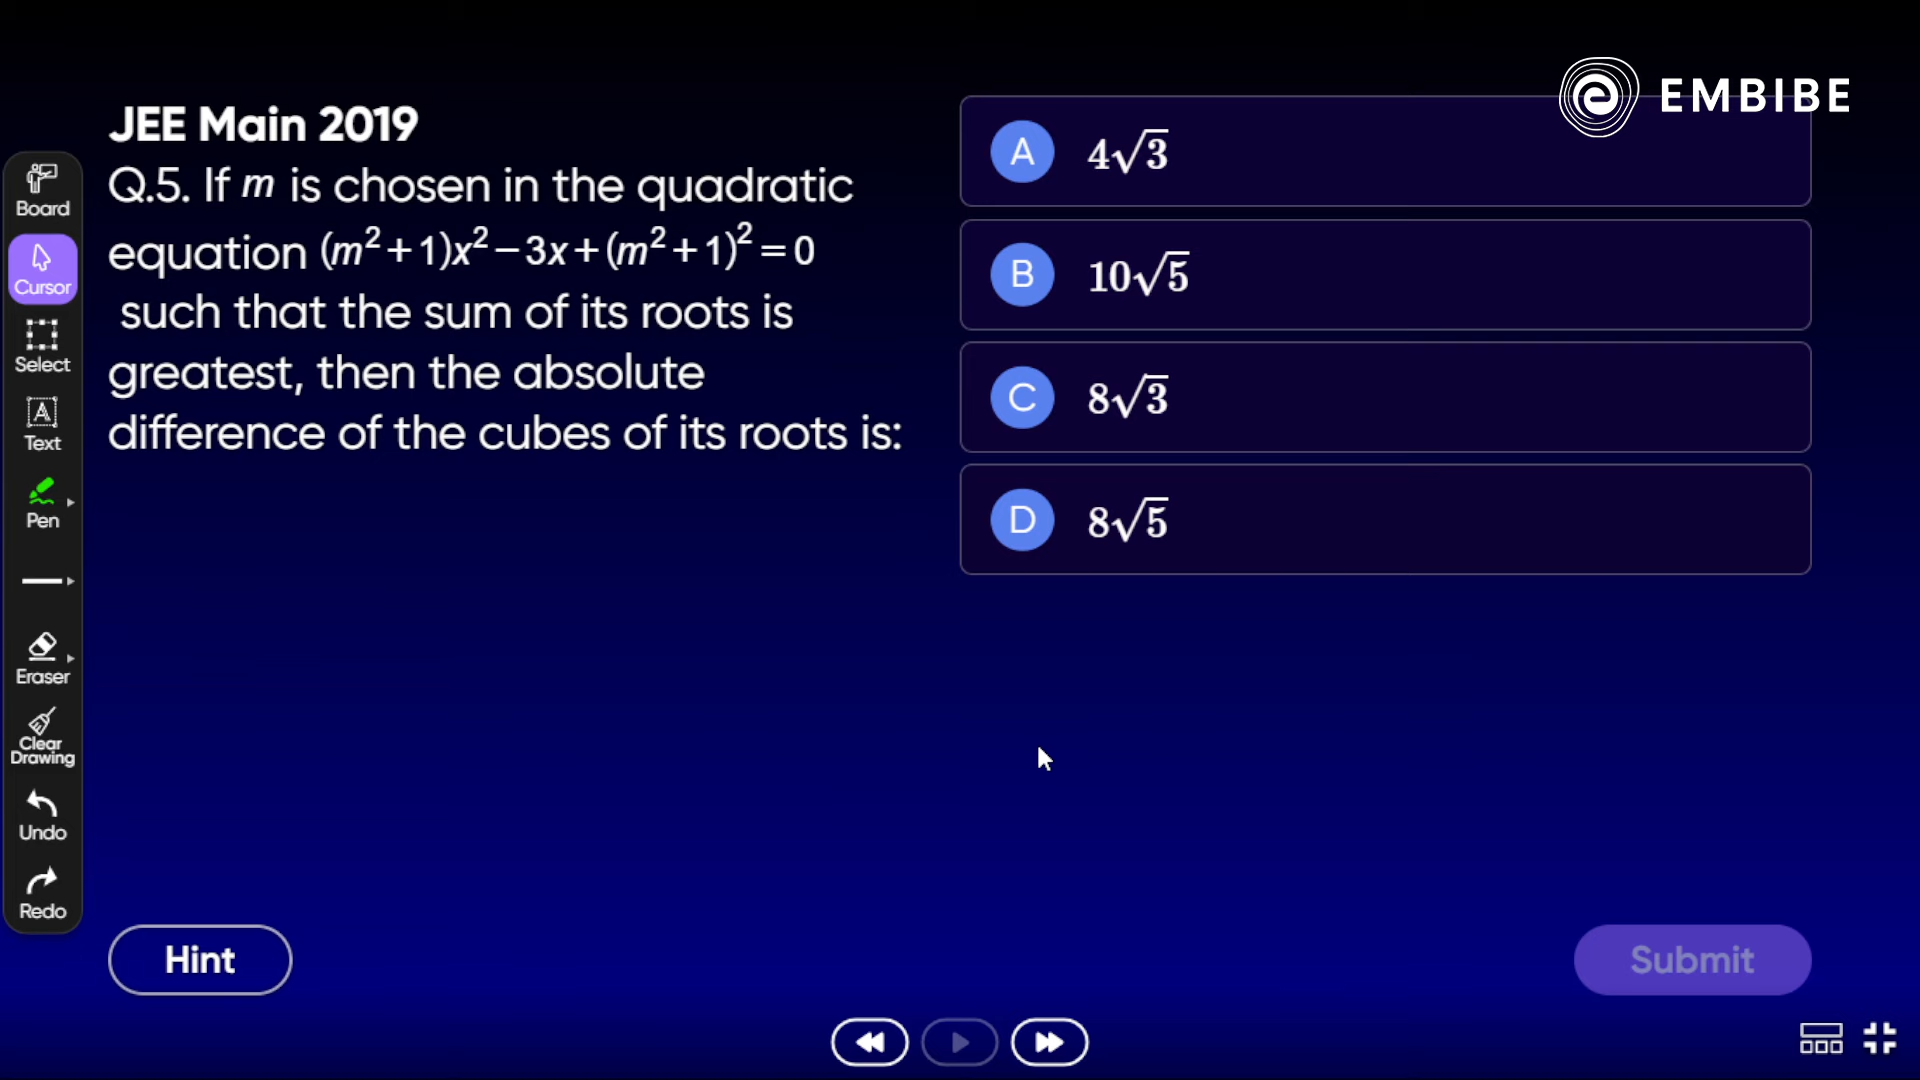 EMBIBE
JEE Main 2019
Q.5. If m is chosen in the quadratic
equation (m²+1)x²−3x+(m²+1)²=0
such that the sum of its roots is
greatest, then the absolute
difference of the cubes of its roots is:
A 4√3
B 10√5
C 8√3
D 8√5
Board
Cursor
Select
A
Text
Pen
Eraser
Clear
Drawing
Undo
Redo
Hint
Submit